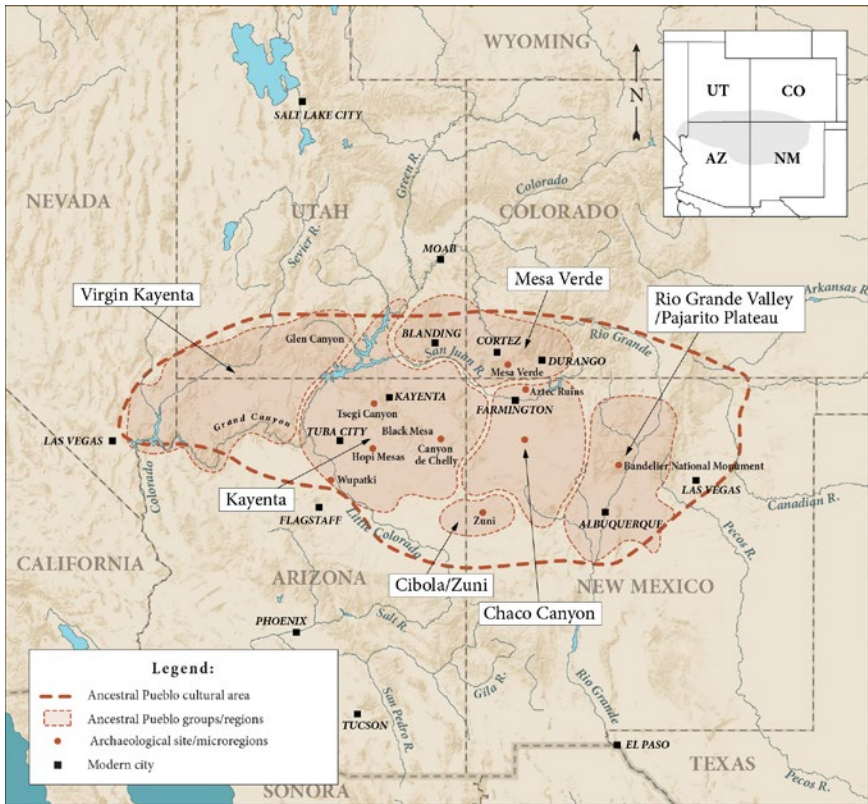 WYOMING
N
SALT LAKE CITY
UT
CO
AZ
NM
NEVADA
UTAH
COLORADO
Green R.
Colorado
Sevier R.
MOAB
Virgin Kayenta
Mesa Verde
Rio Grande Valley
/Pajarito Plateau
Arkansas R.
Glen Canyon
BLANDING
CORTEZ
Rio Grande
San Juan R.
Mesa Verde
DURANGO
Aztec Ruins
KAYENTA
FARMINGTON
Tsegi Canyon
Grand Canyon
LAS VEGAS
TUBA CITY
Black Mesa
Hopi Mesas
Canyon
de Chelly
Bandelier National Monument
Colorado
Wupatki
LAS VEGAS
Kayenta
FLAGSTAFF
Zuni
ALBUQUERQUE
Canadian R.
Little Colorado
Pecos R.
CALIFORNIA
ARIZONA
Cibola/Zuni
NEW MEXICO
Chaco Canyon
PHOENIX
Salt R.
Legend:
Ancestral Pueblo cultural area
Ancestral Pueblo groups/regions
Archaeological site/microregions
Modern city
Gila R.
Rio Grande
San Pedro R.
TUCSON
EL PASO
TEXAS
Pecos R.
SONORA